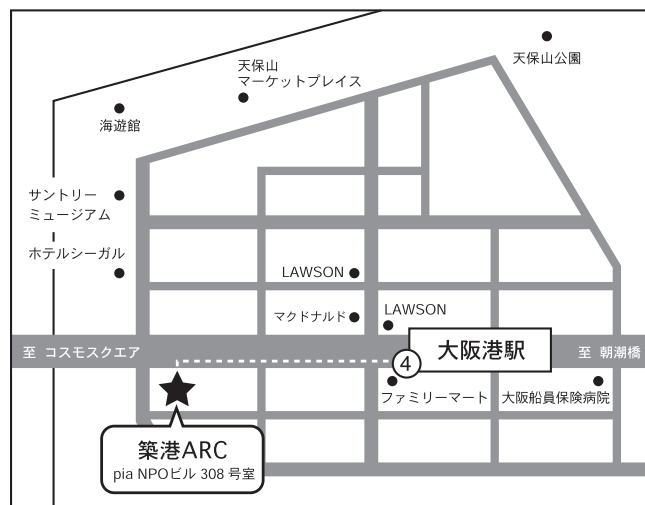 天保山公園
天保山
マーケットプレイス
海遊館
サントリー
ミュージアム
ホテルシーガル
LAWSON
マクドナルド
LAWSON
至 コスモスクエア
大阪港駅
至 朝潮橋
4
ファミリーマート
大阪船員保険病院
築港ARC
pia NPOビル 308 号室